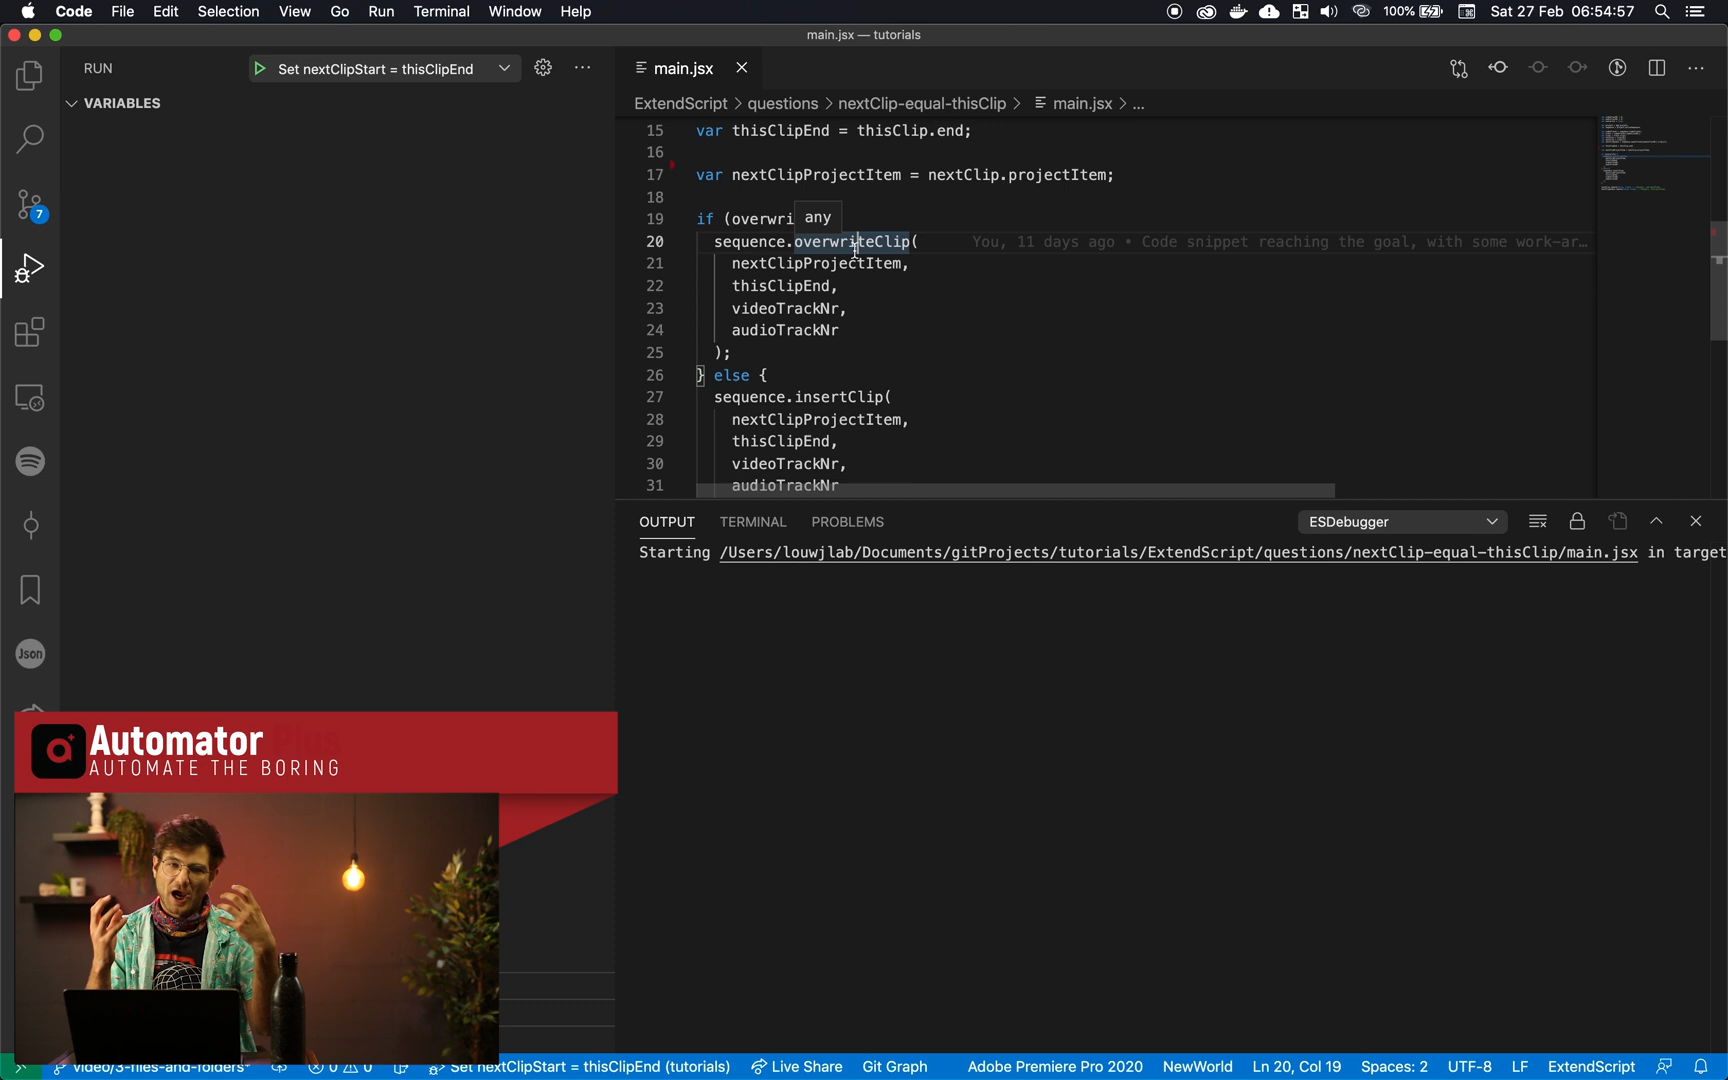 Code File Edit Selection View Go Run Terminal Window Help
100% Sat 27 Feb 06:54:57
main.jsx — tutorials
RUN
Set nextClipStart = thisClipEnd
main.jsx
VARIABLES
ExtendScript > questions > nextClip-equal-thisClip > main.jsx > ...
15 var thisClipEnd = thisClip.end;
16
17 var nextClipProjectItem = nextClip.projectItem;
18
19 if (overwri
any
20 sequence.overwriteClip( You, 11 days ago • Code snippet reaching the goal, with some work-ar…
21 nextClipProjectItem,
22 thisClipEnd,
23 videoTrackNr,
24 audioTrackNr
25 );
26 } else {
27 sequence.insertClip(
28 nextClipProjectItem,
29 thisClipEnd,
30 videoTrackNr,
31 audioTrackNr
7
OUTPUT TERMINAL PROBLEMS
ESDebugger
Starting /Users/louwjlab/Documents/gitProjects/tutorials/ExtendScript/questions/nextClip-equal-thisClip/main.jsx in target
Json
Automator Plus
AUTOMATE THE BORING
video/3-files-and-folders* 0 0 Set nextClipStart = thisClipEnd (tutorials) Live Share Git Graph Adobe Premiere Pro 2020 NewWorld Ln 20, Col 19 Spaces: 2 UTF-8 LF ExtendScript